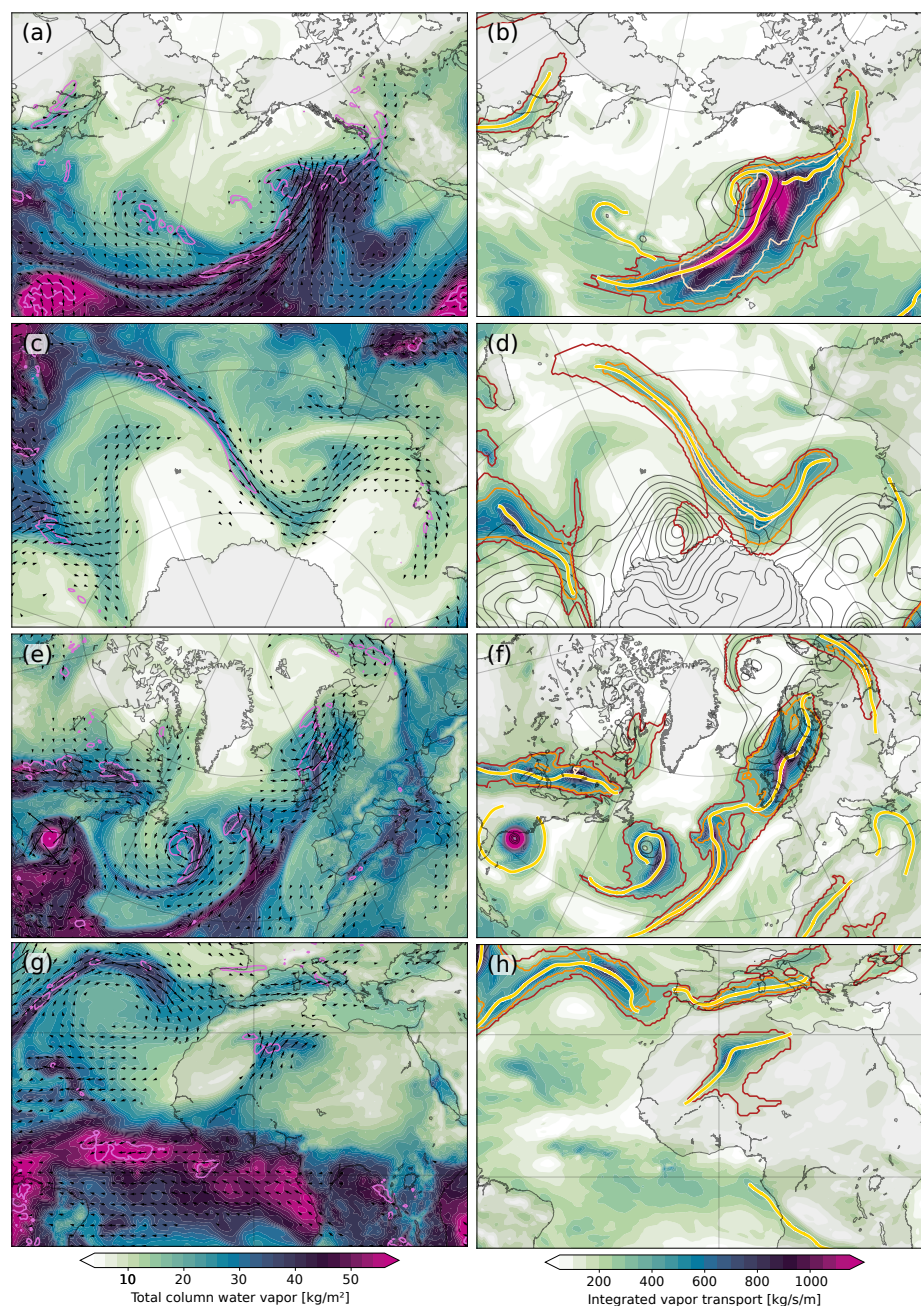 (a)
(b)
(c)
(d)
(e)
(f)
(g)
(h)
10 20 30 40 50
Total column water vapor [kg/m²]
200 400 600 800 1000
Integrated vapor transport [kg/s/m]